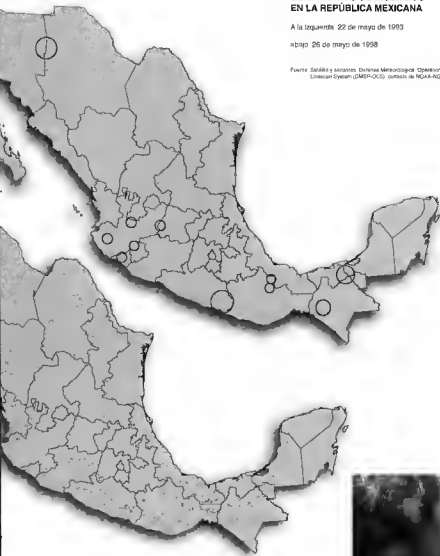 EN LA REPÚBLICA MEXICANA
A la izquierda 22 de mayo de 1993
abajo 26 de mayo de 1998
Fuente Satélite y sensores Defense Meteorological
Linescan System (DMSP-OLS) cortesía de NOAA-NG